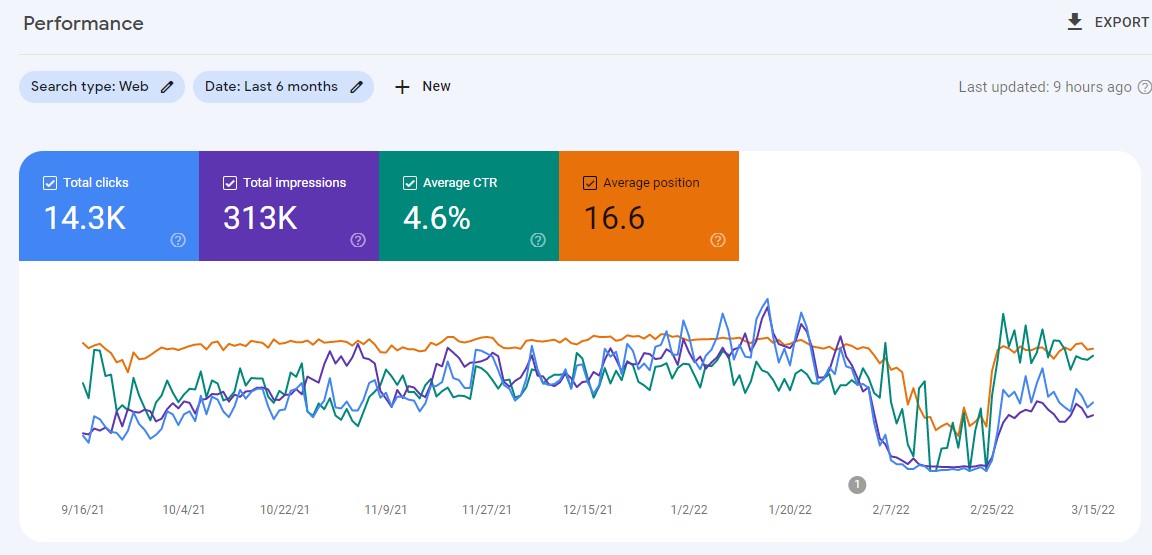 Performance
EXPORT
Search type: Web
Date: Last 6 months
+ New
Last updated: 9 hours ago
Total clicks
14.3K
Total impressions
313K
Average CTR
4.6%
Average position
16.6
1
9/16/21 10/4/21 10/22/21 11/9/21 11/27/21 12/15/21 1/2/22 1/20/22 2/7/22 2/25/22 3/15/22